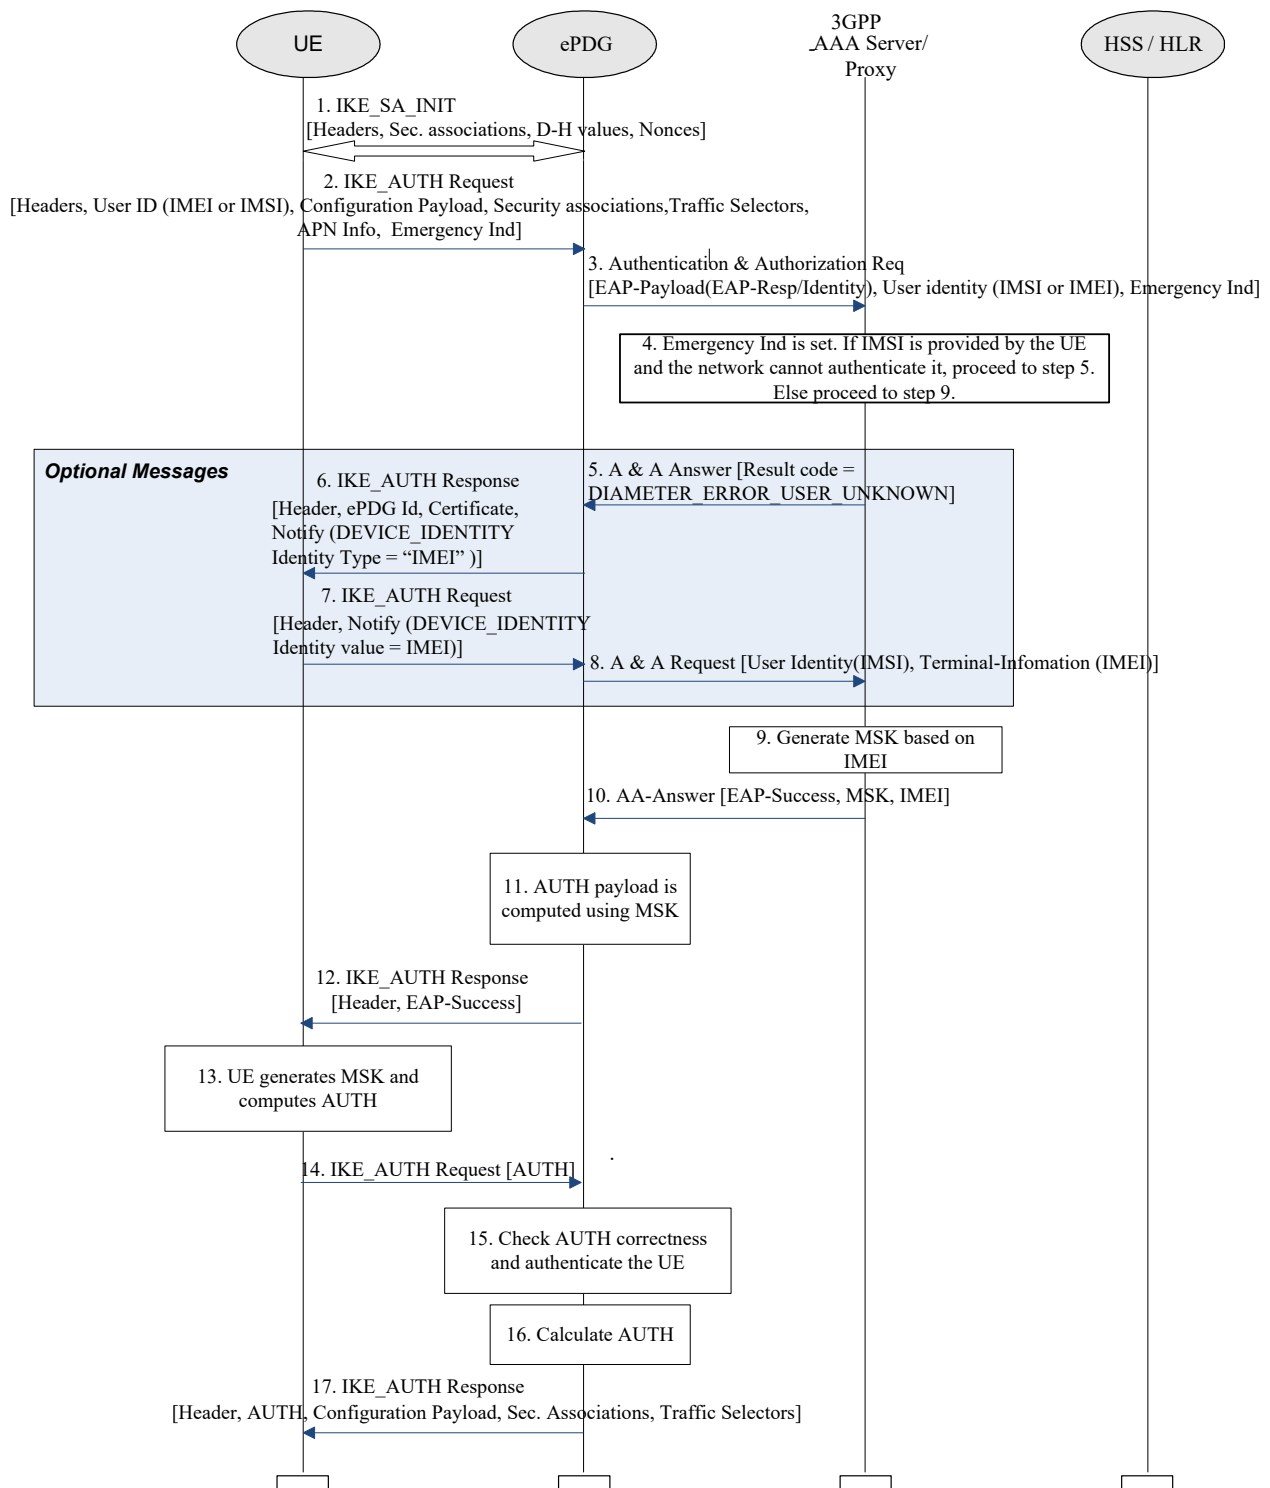 UE
ePDG
3GPP
AAA Server/
Proxy
HSS / HLR
1. IKE_SA_INIT
[Headers, Sec. associations, D-H values, Nonces]
2. IKE_AUTH Request
[Headers, User ID (IMEI or IMSI), Configuration Payload, Security associations,Traffic Selectors,
APN Info, Emergency Ind]
3. Authentication & Authorization Req
[EAP-Payload(EAP-Resp/Identity), User identity (IMSI or IMEI), Emergency Ind]
4. Emergency Ind is set. If IMSI is provided by the UE
and the network cannot authenticate it, proceed to step 5.
Else proceed to step 9.
Optional Messages
5. A & A Answer [Result code =
DIAMETER_ERROR_USER_UNKNOWN]
6. IKE_AUTH Response
[Header, ePDG Id, Certificate,
Notify (DEVICE_IDENTITY
Identity Type = “IMEI” )]
7. IKE_AUTH Request
[Header, Notify (DEVICE_IDENTITY
Identity value = IMEI)]
8. A & A Request [User Identity(IMSI), Terminal-Infomation (IMEI)]
9. Generate MSK based on
IMEI
10. AA-Answer [EAP-Success, MSK, IMEI]
11. AUTH payload is
computed using MSK
12. IKE_AUTH Response
[Header, EAP-Success]
13. UE generates MSK and
computes AUTH
14. IKE_AUTH Request [AUTH]
.
15. Check AUTH correctness
and authenticate the UE
16. Calculate AUTH
17. IKE_AUTH Response
[Header, AUTH, Configuration Payload, Sec. Associations, Traffic Selectors]